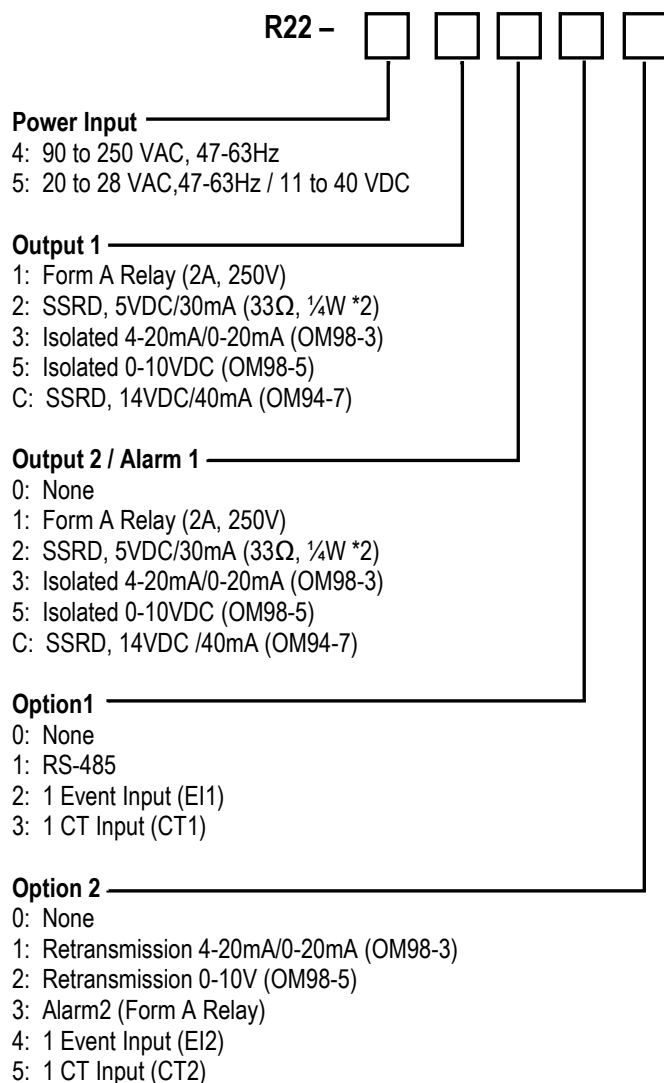 R22 –
Power Input
4: 90 to 250 VAC, 47-63Hz
5: 20 to 28 VAC,47-63Hz / 11 to 40 VDC
Output 1
1: Form A Relay (2A, 250V)
2: SSRD, 5VDC/30mA (33Ω, ¼W *2)
3: Isolated 4-20mA/0-20mA (OM98-3)
5: Isolated 0-10VDC (OM98-5)
C: SSRD, 14VDC/40mA (OM94-7)
Output 2 / Alarm 1
0: None
1: Form A Relay (2A, 250V)
2: SSRD, 5VDC/30mA (33Ω, ¼W *2)
3: Isolated 4-20mA/0-20mA (OM98-3)
5: Isolated 0-10VDC (OM98-5)
C: SSRD, 14VDC /40mA (OM94-7)
Option1
0: None
1: RS-485
2: 1 Event Input (EI1)
3: 1 CT Input (CT1)
Option 2
0: None
1: Retransmission 4-20mA/0-20mA (OM98-3)
2: Retransmission 0-10V (OM98-5)
3: Alarm2 (Form A Relay)
4: 1 Event Input (EI2)
5: 1 CT Input (CT2)